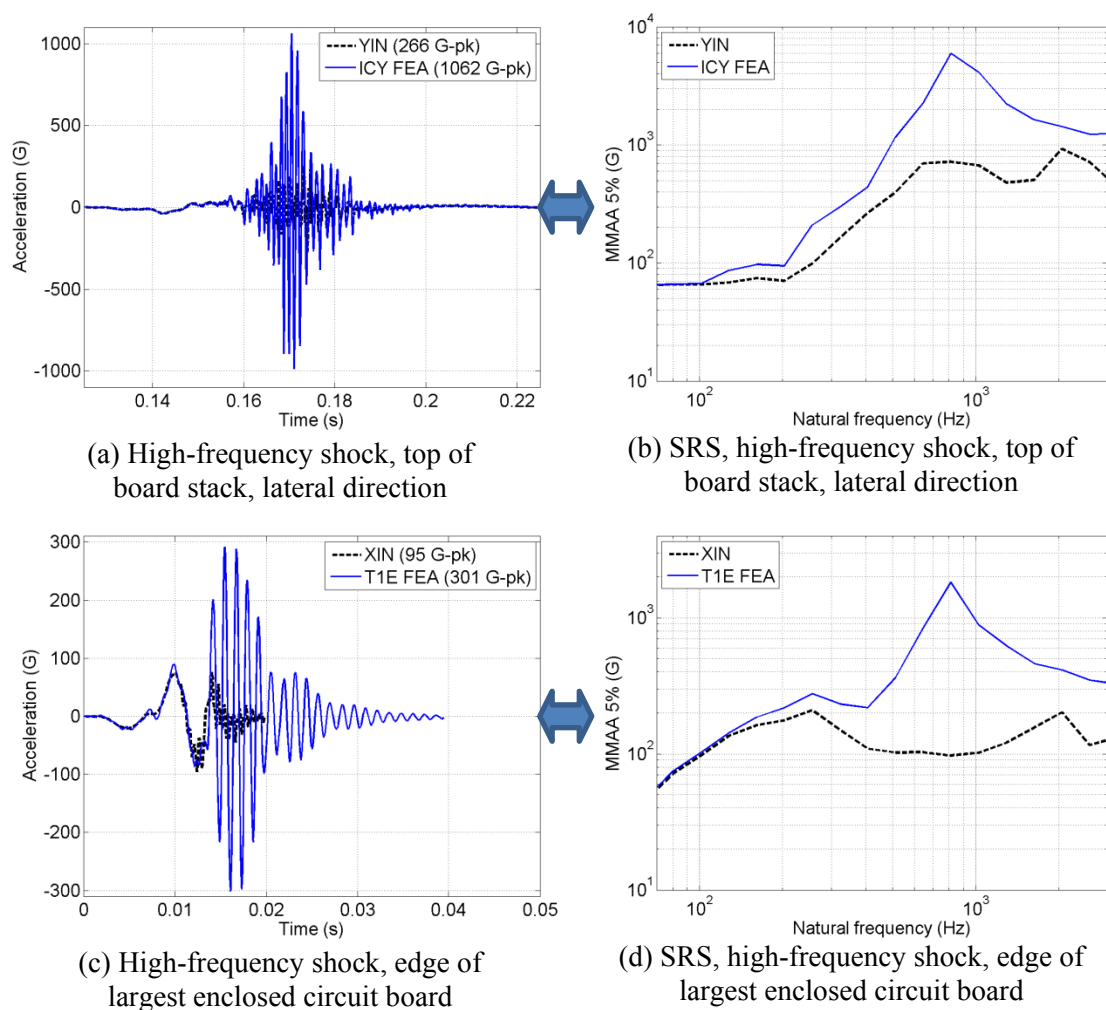 1000
500
0
-500
-1000
Acceleration (G)
YIN (266 G-pk)
ICY FEA (1062 G-pk)
0.14 0.16 0.18 0.2 0.22
Time (s)
(a) High-frequency shock, top of
board stack, lateral direction
10^4
10^3
10^2
10^1
MMAA 5% (G)
YIN
ICY FEA
10^2 10^3
Natural frequency (Hz)
(b) SRS, high-frequency shock, top of
board stack, lateral direction
300
200
100
0
-100
-200
-300
Acceleration (G)
XIN (95 G-pk)
T1E FEA (301 G-pk)
0 0.01 0.02 0.03 0.04 0.05
Time (s)
(c) High-frequency shock, edge of
largest enclosed circuit board
10^3
10^2
10^1
MMAA 5% (G)
XIN
T1E FEA
10^2 10^3
Natural frequency (Hz)
(d) SRS, high-frequency shock, edge of
largest enclosed circuit board